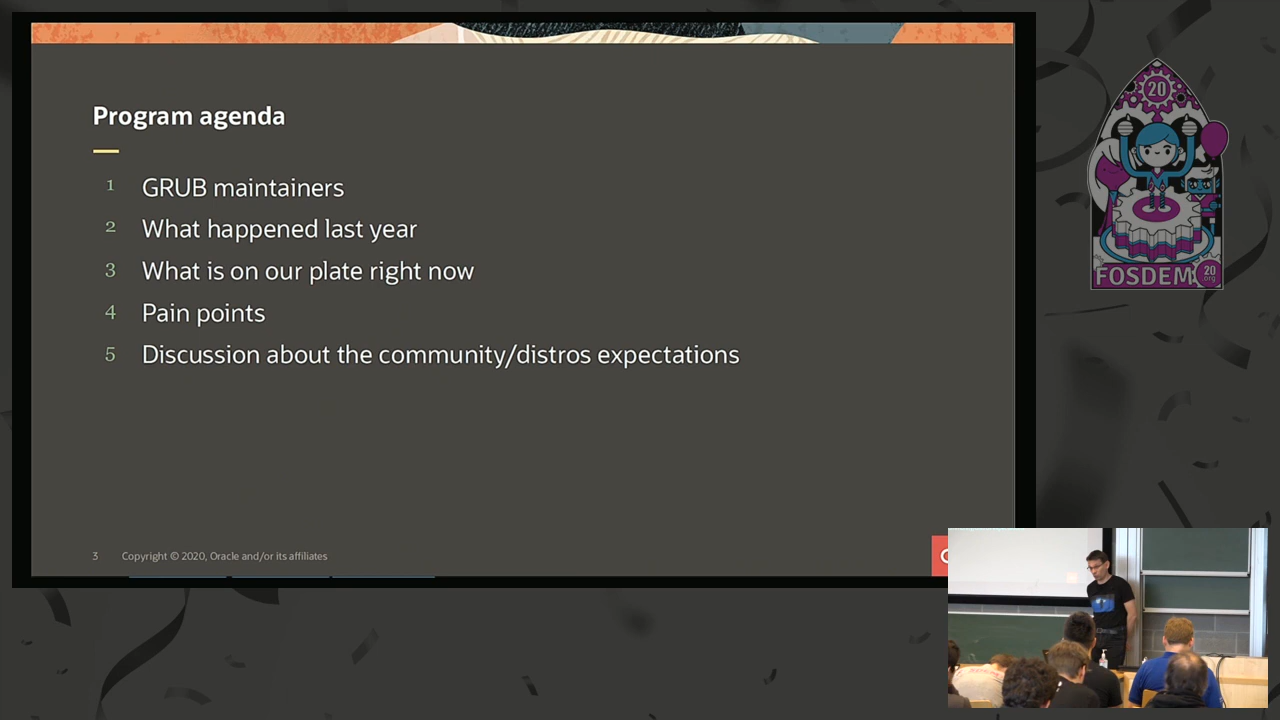 Program agenda
1 GRUB maintainers
2 What happened last year
3 What is on our plate right now
4 Pain points
5 Discussion about the community/distros expectations
3 Copyright © 2020, Oracle and/or its affiliates
20
FOSDEM
20
.org